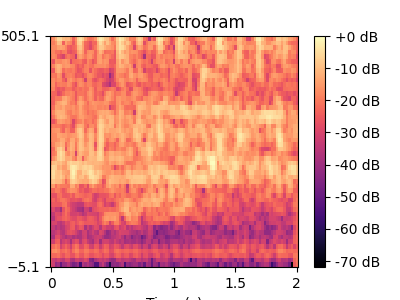 Mel Spectrogram
505.1
-5.1
0
0.5
1
1.5
2
+0 dB
-10 dB
-20 dB
-30 dB
-40 dB
-50 dB
-60 dB
-70 dB